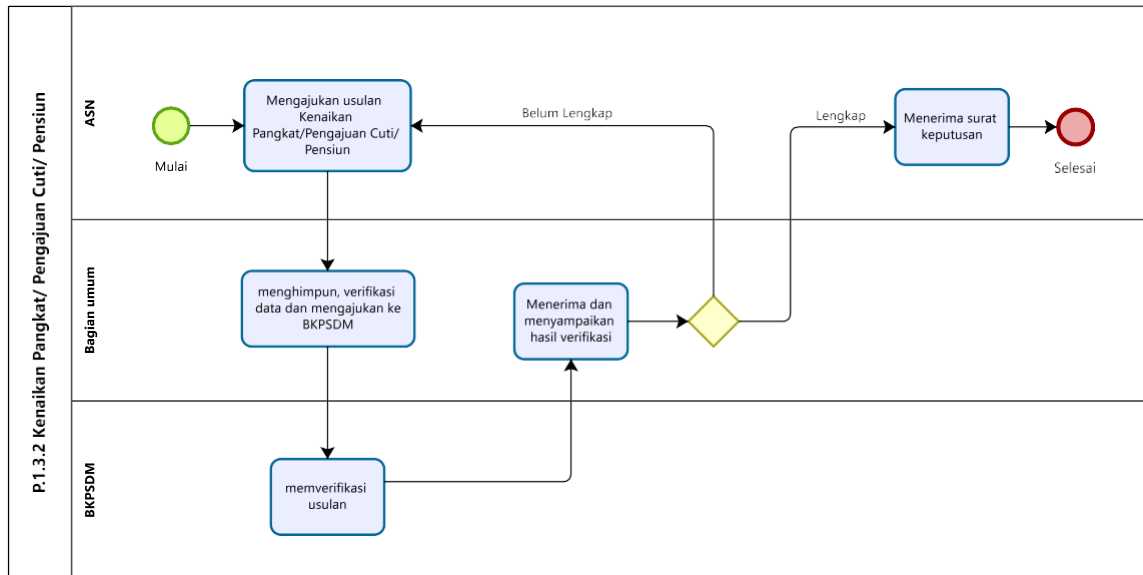 P.1.3.2 Kenaikan Pangkat/ Pengajuan Cuti/ Pensiun
ASN
Mulai
Mengajukan usulan
Kenaikan
Pangkat/Pengajuan Cuti/
Pensiun
Belum Lengkap
Lengkap
Menerima surat
keputusan
Selesai
Bagian umum
menghimpun, verifikasi
data dan mengajukan ke
BKPSDM
Menerima dan
menyampaikan
hasil verifikasi
BKPSDM
memverifikasi
usulan